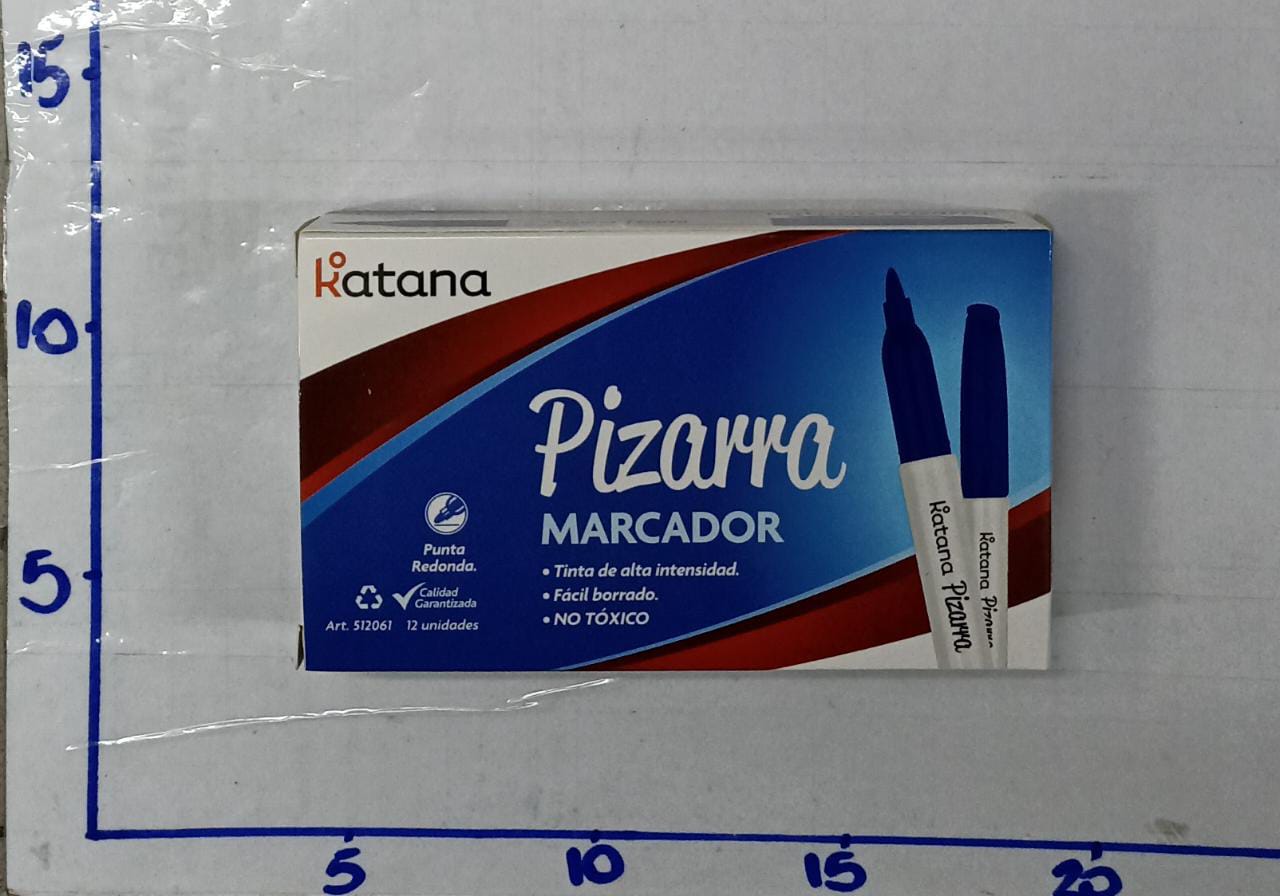 15
10
5
katana
Pizarra
MARCADOR
• Tinta de alta intensidad.
• Fácil borrado.
• NO TÓXICO
Punta
Redonda.
Calidad
Garantizada
Art. 512061 12 unidades
katana Pizarra
katana Pizarra
5
10
15
20